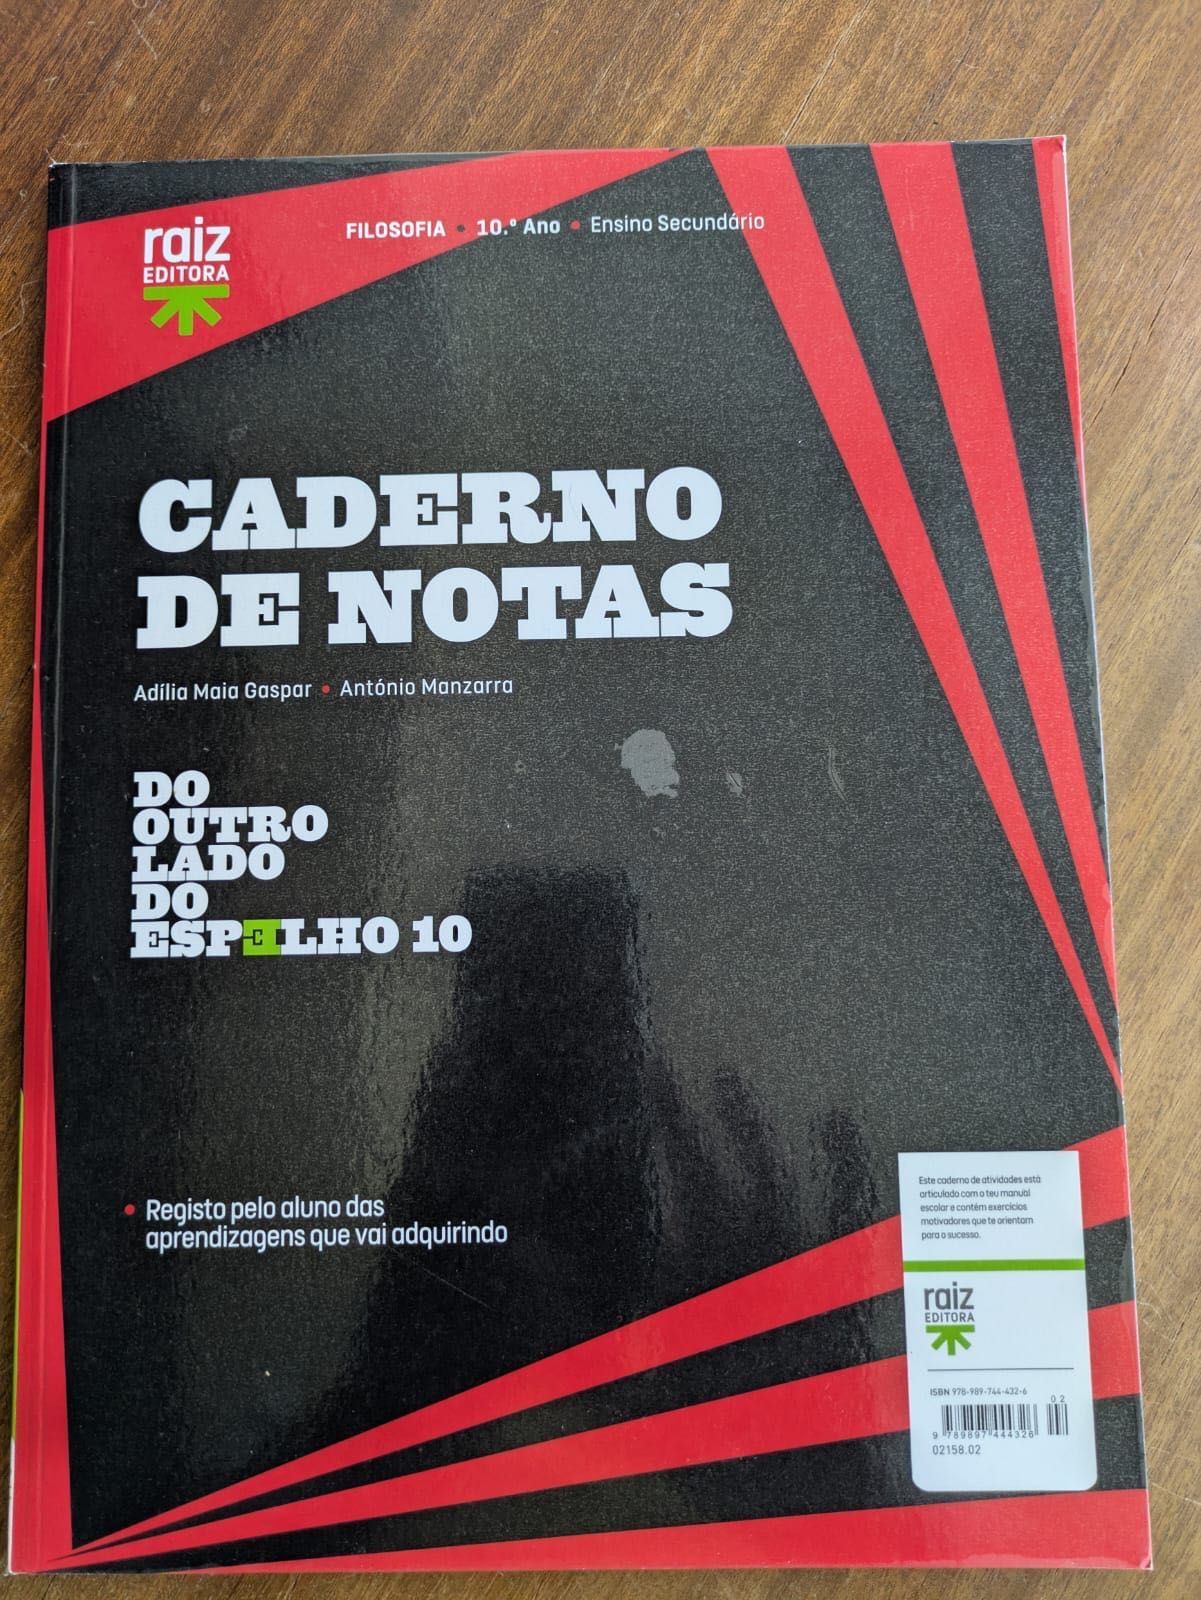 raiz
EDITORA
FILOSOFIA • 10.º Ano • Ensino Secundário
CADERNO
DE NOTAS
Adília Maia Gaspar • António Manzarra
DO
OUTRO
LADO
DO
ESPELHO 10
• Registo pelo aluno das
aprendizagens que vai adquirindo
Este caderno de atividades está
articulado com o teu manual
escolar e contém exercícios
motivadores que te orientam
para o sucesso.
raiz
EDITORA
ISBN 978-989-744-432-6
02
9 789897 444326
02158.02